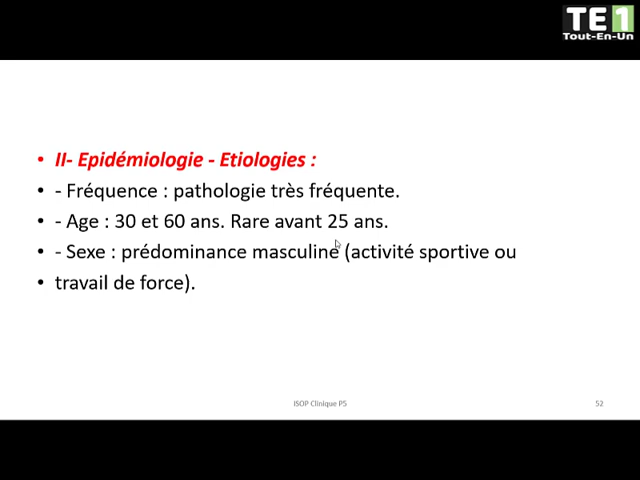 TE1
Tout-En-Un
• II- Epidémiologie - Etiologies :
• - Fréquence : pathologie très fréquente.
• - Age : 30 et 60 ans. Rare avant 25 ans.
• - Sexe : prédominance masculine (activité sportive ou
• travail de force).
ISOP Clinique P5
52